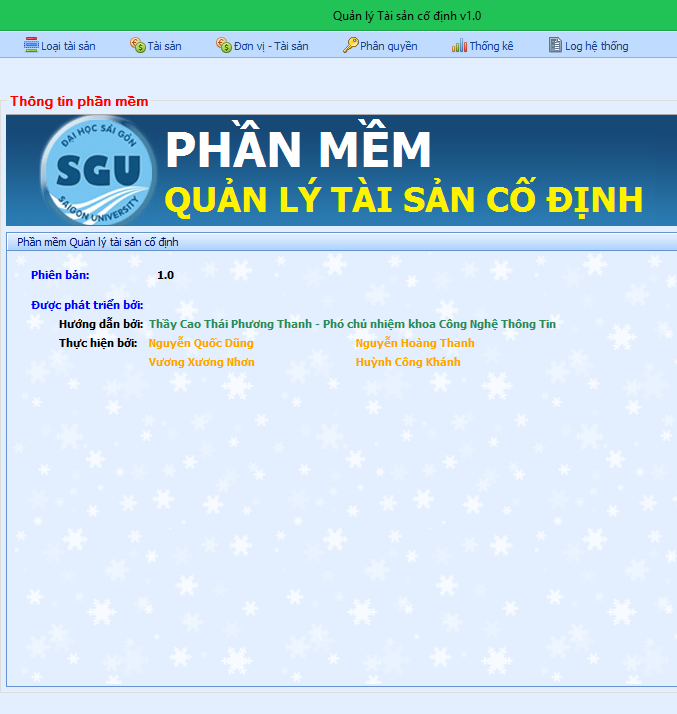 Quản lý Tài sản cố định v1.0
Loại tài sản Tài sản Đơn vị - Tài sản Phân quyền Thống kê Log hệ thống
Thông tin phần mềm
ĐẠI HỌC SÀI GÒN
SGU
SAIGON UNIVERSITY
PHẦN MỀM
QUẢN LÝ TÀI SẢN CỐ ĐỊNH
Phần mềm Quản lý tài sản cố định
Phiên bản: 1.0
Được phát triển bởi:
Hướng dẫn bởi: Thầy Cao Thái Phương Thanh - Phó chủ nhiệm khoa Công Nghệ Thông Tin
Thực hiện bởi: Nguyễn Quốc Dũng Nguyễn Hoàng Thanh
Vương Xương Nhơn Huỳnh Công Khánh